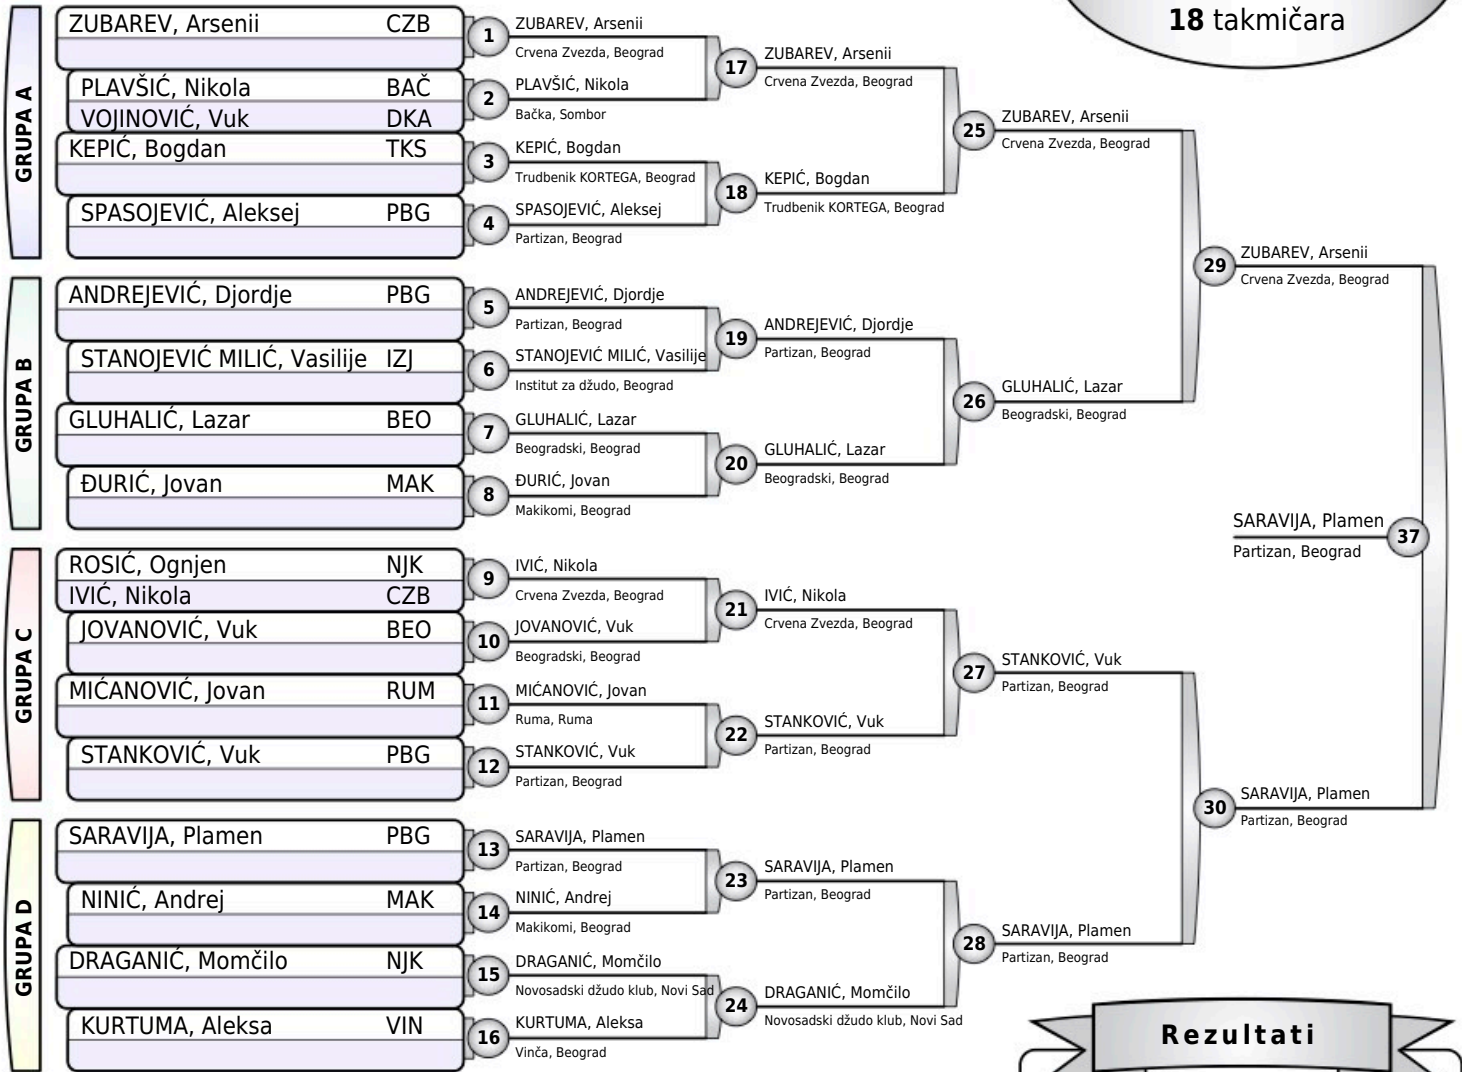 18 takmičara
GRUPA A
ZUBAREV, Arsenii CZB
PLAVŠIĆ, Nikola BAČ
VOJINOVIĆ, Vuk DKA
KEPIĆ, Bogdan TKS
SPASOJEVIĆ, Aleksej PBG
GRUPA B
ANDREJEVIĆ, Djordje PBG
STANOJEVIĆ MILIĆ, Vasilije IZJ
GLUHALIĆ, Lazar BEO
ĐURIĆ, Jovan MAK
GRUPA C
ROSIĆ, Ognjen NJK
IVIĆ, Nikola CZB
JOVANOVIĆ, Vuk BEO
MIĆANOVIĆ, Jovan RUM
STANKOVIĆ, Vuk PBG
GRUPA D
SARAVIJA, Plamen PBG
NINIĆ, Andrej MAK
DRAGANIĆ, Momčilo NJK
KURTUMA, Aleksa VIN
1 ZUBAREV, Arsenii
Crvena Zvezda, Beograd
2 PLAVŠIĆ, Nikola
Bačka, Sombor
3 KEPIĆ, Bogdan
Trudbenik KORTEGA, Beograd
4 SPASOJEVIĆ, Aleksej
Partizan, Beograd
5 ANDREJEVIĆ, Djordje
Partizan, Beograd
6 STANOJEVIĆ MILIĆ, Vasilije
Institut za džudo, Beograd
7 GLUHALIĆ, Lazar
Beogradski, Beograd
8 ĐURIĆ, Jovan
Makikomi, Beograd
9 IVIĆ, Nikola
Crvena Zvezda, Beograd
10 JOVANOVIĆ, Vuk
Beogradski, Beograd
11 MIĆANOVIĆ, Jovan
Ruma, Ruma
12 STANKOVIĆ, Vuk
Partizan, Beograd
13 SARAVIJA, Plamen
Partizan, Beograd
14 NINIĆ, Andrej
Makikomi, Beograd
15 DRAGANIĆ, Momčilo
Novosadski džudo klub, Novi Sad
16 KURTUMA, Aleksa
Vinča, Beograd
17 ZUBAREV, Arsenii
Crvena Zvezda, Beograd
18 KEPIĆ, Bogdan
Trudbenik KORTEGA, Beograd
19 ANDREJEVIĆ, Djordje
Partizan, Beograd
20 GLUHALIĆ, Lazar
Beogradski, Beograd
21 IVIĆ, Nikola
Crvena Zvezda, Beograd
22 STANKOVIĆ, Vuk
Partizan, Beograd
23 SARAVIJA, Plamen
Partizan, Beograd
24 DRAGANIĆ, Momčilo
Novosadski džudo klub, Novi Sad
25 ZUBAREV, Arsenii
Crvena Zvezda, Beograd
26 GLUHALIĆ, Lazar
Beogradski, Beograd
27 STANKOVIĆ, Vuk
Partizan, Beograd
28 SARAVIJA, Plamen
Partizan, Beograd
29 ZUBAREV, Arsenii
Crvena Zvezda, Beograd
30 SARAVIJA, Plamen
Partizan, Beograd
SARAVIJA, Plamen 37
Partizan, Beograd
Rezultati